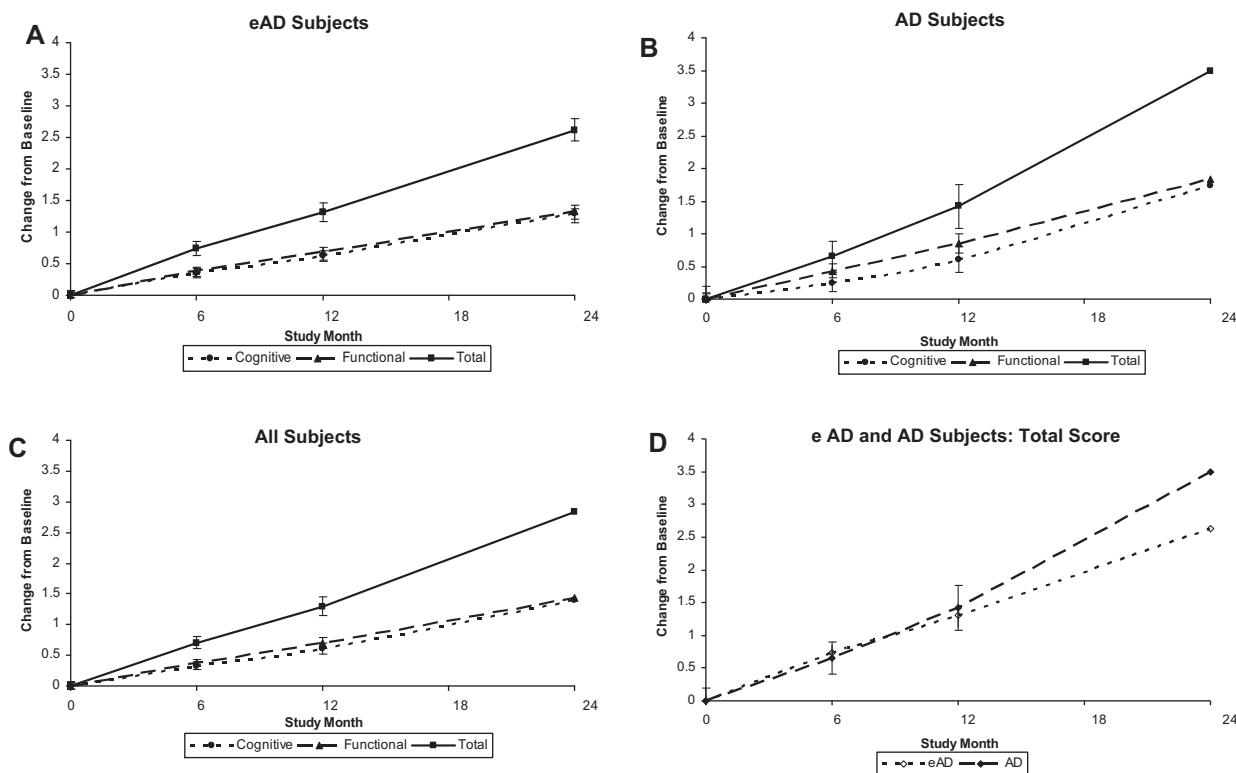 A
eAD Subjects
4
3.5
3
2.5
2
1.5
1
0.5
0
Change from Baseline
0 6 12 18 24
Study Month
Cognitive Functional Total
B
AD Subjects
4
3.5
3
2.5
2
1.5
1
0.5
0
Change from Baseline
0 6 12 18 24
Study Month
Cognitive Functional Total
C
All Subjects
4
3.5
3
2.5
2
1.5
1
0.5
0
Change from Baseline
0 6 12 18 24
Study Month
Cognitive Functional Total
D
e AD and AD Subjects: Total Score
4
3.5
3
2.5
2
1.5
1
0.5
0
Change from Baseline
0 6 12 18 24
Study Month
eAD AD